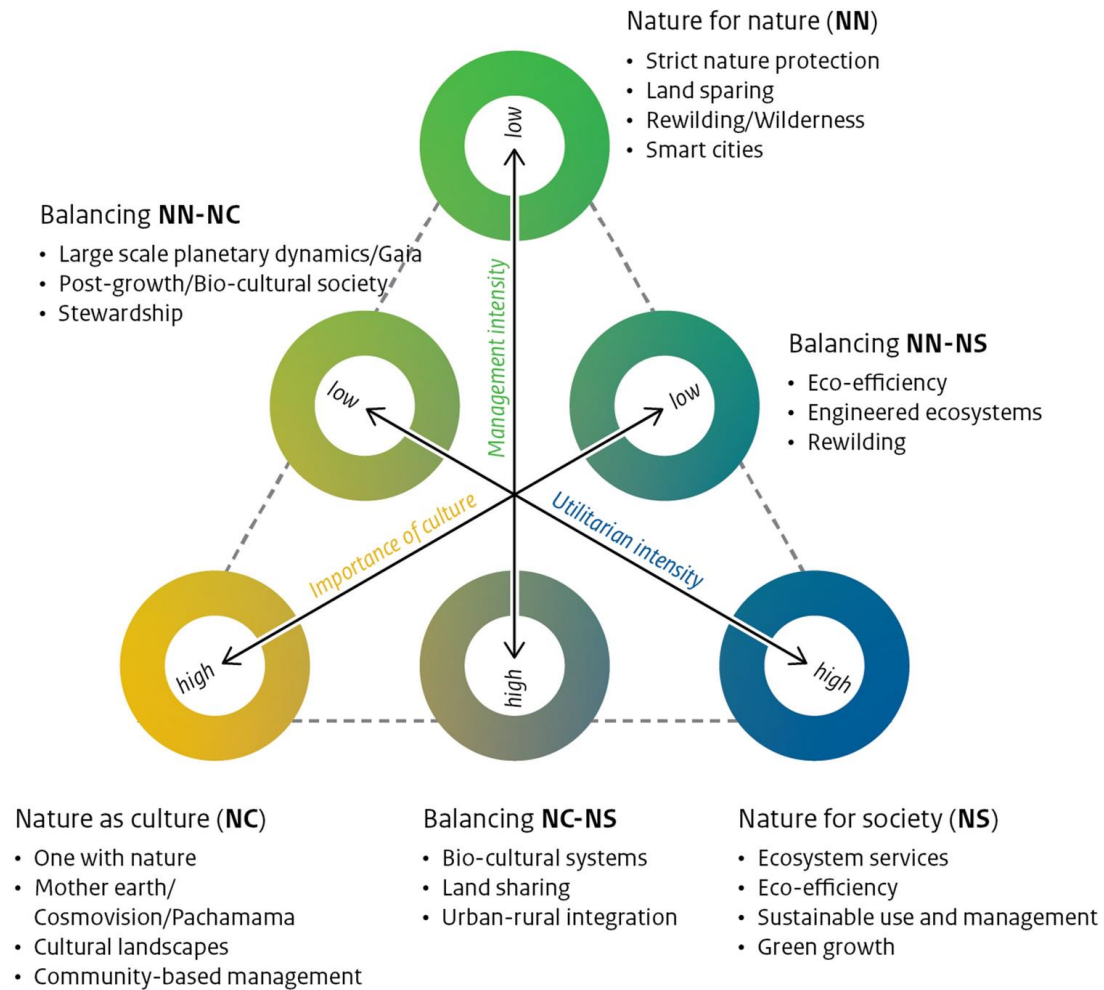 Nature for nature (NN)
• Strict nature protection
• Land sparing
• Rewilding/Wilderness
• Smart cities
low
Balancing NN-NC
• Large scale planetary dynamics/Gaia
• Post-growth/Bio-cultural society
• Stewardship
Management intensity
Balancing NN-NS
• Eco-efficiency
• Engineered ecosystems
• Rewilding
low
low
Importance of culture
Utilitarian intensity
high
high
high
Nature as culture (NC)
• One with nature
• Mother earth/
Cosmovision/Pachamama
• Cultural landscapes
• Community-based management
Balancing NC-NS
• Bio-cultural systems
• Land sharing
• Urban-rural integration
Nature for society (NS)
• Ecosystem services
• Eco-efficiency
• Sustainable use and management
• Green growth